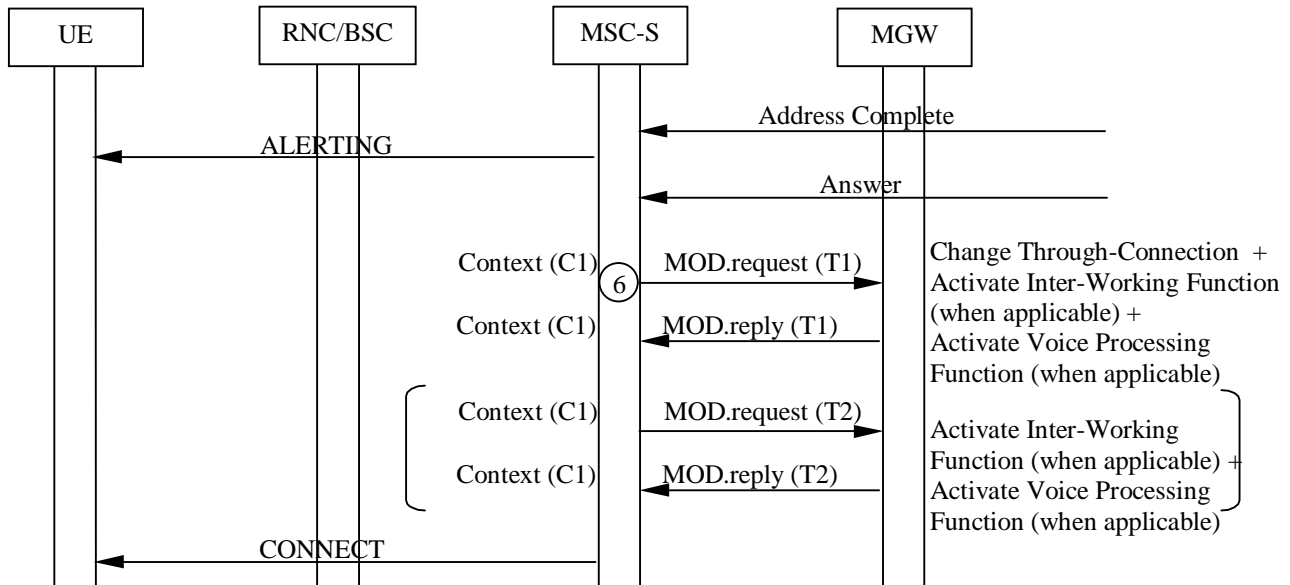 UE
RNC/BSC
MSC-S
MGW
Address Complete
ALERTING
Answer
Context (C1)
6
MOD.request (T1)
Change Through-Connection +
Activate Inter-Working Function
(when applicable) +
Activate Voice Processing
Function (when applicable)
Context (C1)
MOD.reply (T1)
Context (C1)
MOD.request (T2)
Activate Inter-Working
Function (when applicable) +
Activate Voice Processing
Function (when applicable)
Context (C1)
MOD.reply (T2)
CONNECT